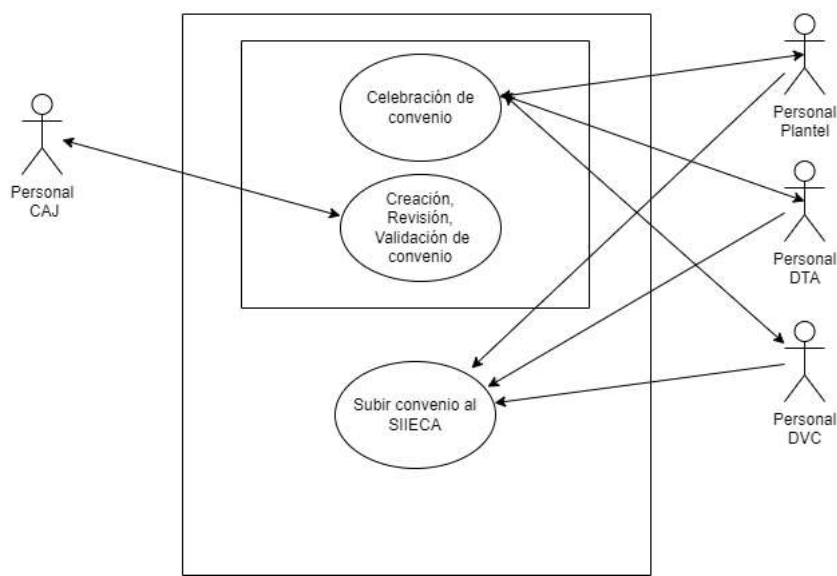 Celebración de
convenio
Personal
Plantel
Personal
CAJ
Creación,
Revisión,
Validación de
convenio
Personal
DTA
Subir convenio al
SIIECA
Personal
DVC